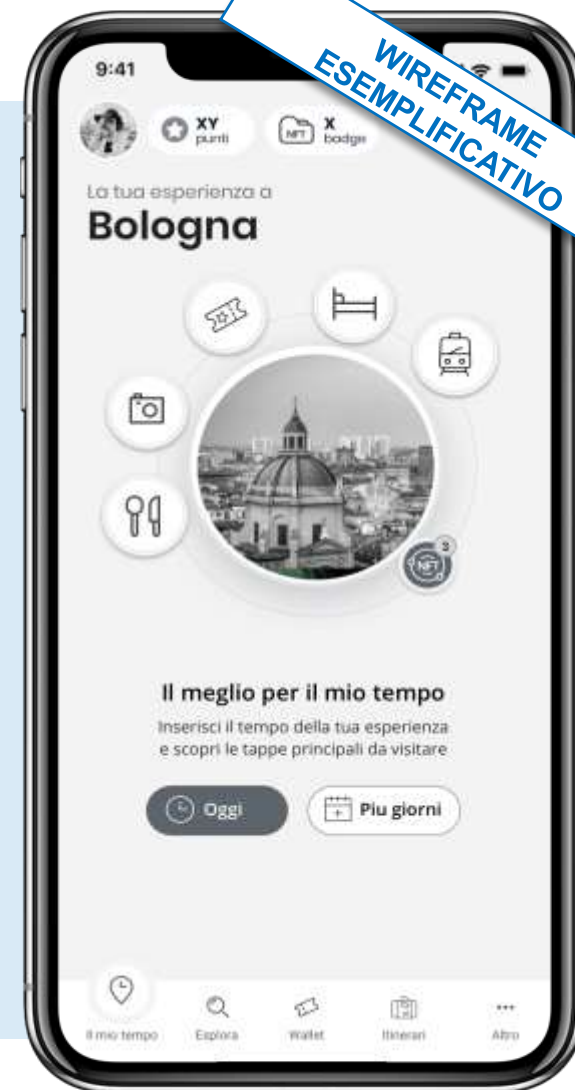 WIREFRAME
ESEMPLIFICATIVO
9:41
XY
punti
NFT
X
badge
La tua esperienza a
Bologna
3
NFT
Il meglio per il mio tempo
Inserisci il tempo della tua esperienza
e scopri le tappe principali da visitare
Oggi
Piu giorni
Il mio tempo
Esplora
Wallet
Itinerari
Altro